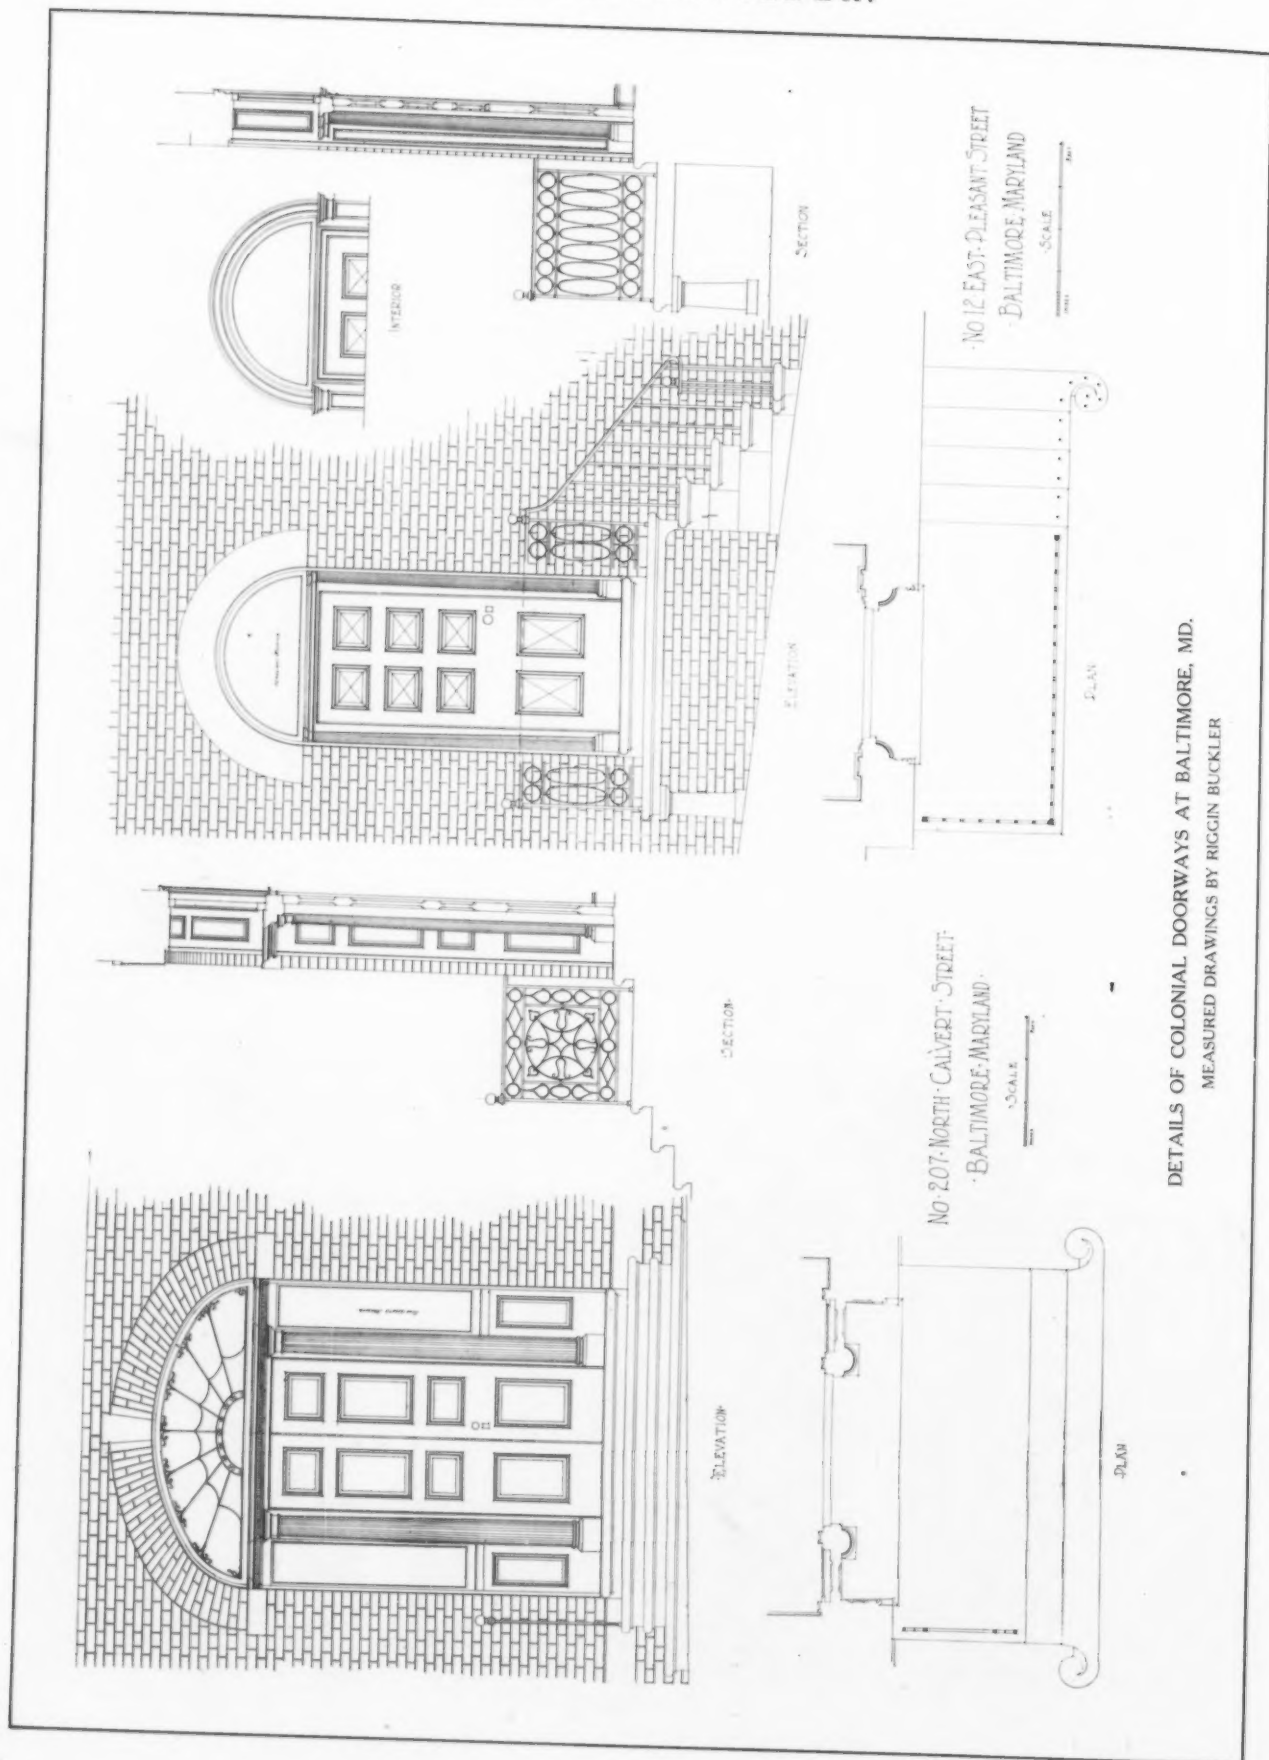 INTERIOR
SECTION
ELEVATION
PLAN
·NO 12 EAST·PLEASANT STREET
·BALTIMORE, MARYLAND
·SCALE
SECTION·
·ELEVATION·
PLAN
NO·207·NORTH·CALVERT·STREET·
·BALTIMORE·MARYLAND·
·SCALE
DETAILS OF COLONIAL DOORWAYS AT BALTIMORE, MD.
MEASURED DRAWINGS BY RIGGIN BUCKLER